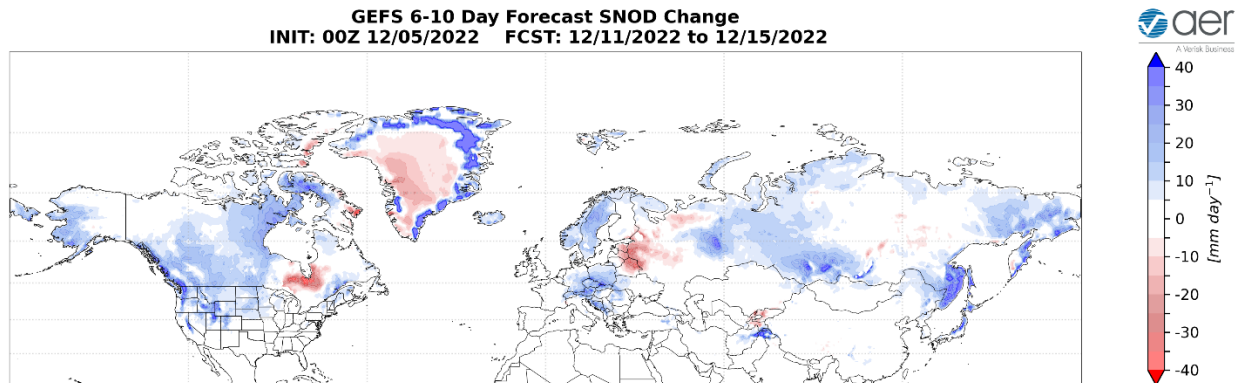 GEFS 6-10 Day Forecast SNOD Change
INIT: 00Z 12/05/2022 FCST: 12/11/2022 to 12/15/2022
aer
A Verisk Business
40
30
20
10
0
-10
-20
-30
-40
[mm day⁻¹]